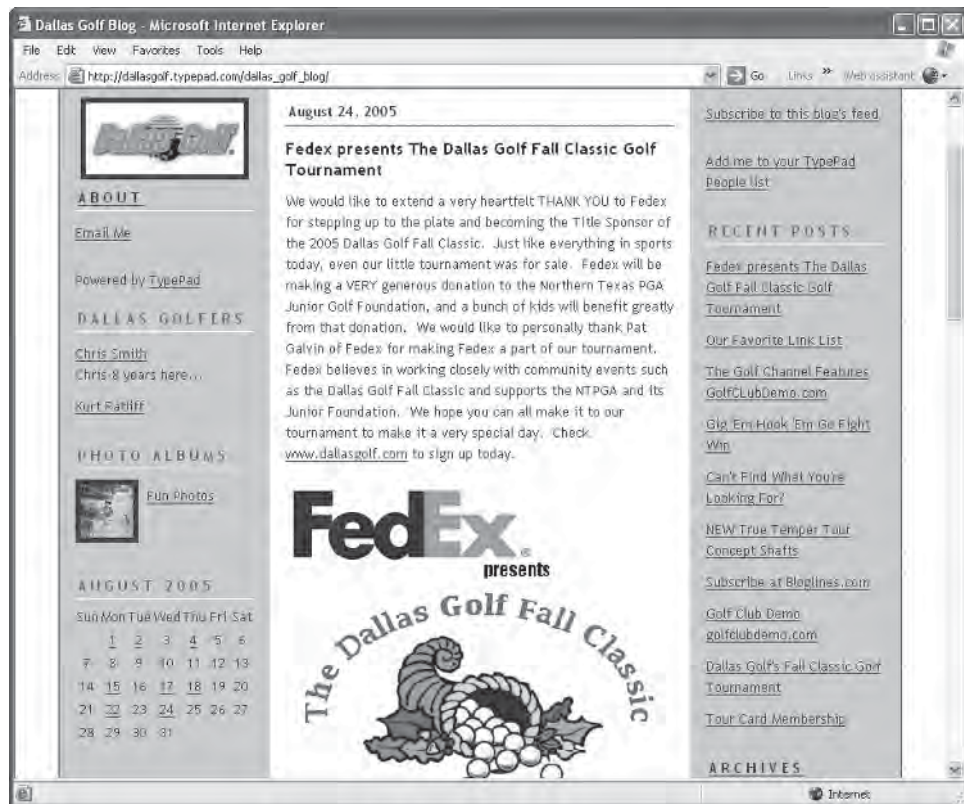 Dallas Golf Blog - Microsoft Internet Explorer
File Edit View Favorites Tools Help
Address http://dallasgolf.typepad.com/dallas_golf_blog/ Go Links » Web assistant
Dallas Golf
ABOUT
Email Me
Powered by TypePad
DALLAS GOLFERS
Chris Smith
Chris-8 years here...
Kurt Ratliff
PHOTO ALBUMS
Fun Photos
AUGUST 2005
Sun Mon Tue Wed Thu Fri Sat
1 2 3 4 5 6
7 8 9 10 11 12 13
14 15 16 17 18 19 20
21 22 23 24 25 26 27
28 29 30 31
August 24, 2005
Fedex presents The Dallas Golf Fall Classic Golf
Tournament
We would like to extend a very heartfelt THANK YOU to Fedex
for stepping up to the plate and becoming the Title Sponsor of
the 2005 Dallas Golf Fall Classic. Just like everything in sports
today, even our little tournament was for sale. Fedex will be
making a VERY generous donation to the Northern Texas PGA
Junior Golf Foundation, and a bunch of kids will benefit greatly
from that donation. We would like to personally thank Pat
Galvin of Fedex for making Fedex a part of our tournament.
Fedex believes in working closely with community events such
as the Dallas Golf Fall Classic and supports the NTPGA and its
Junior Foundation. We hope you can all make it to our
tournament to make it a very special day. Check
www.dallasgolf.com to sign up today.
FedEx®
presents
The Dallas Golf Fall Classic
Subscribe to this blog's feed
Add me to your TypePad
People list
RECENT POSTS
Fedex presents The Dallas
Golf Fall Classic Golf
Tournament
Our Favorite Link List
The Golf Channel Features
GolfCLubDemo.com
Gig 'Em Hook 'Em Go Fight
Win
Can't Find What You're
Looking For?
NEW True Temper Tour
Concept Shafts
Subscribe at Bloglines.com
Golf Club Demo
golfclubdemo.com
Dallas Golf's Fall Classic Golf
Tournament
Tour Card Membership
ARCHIVES
Internet